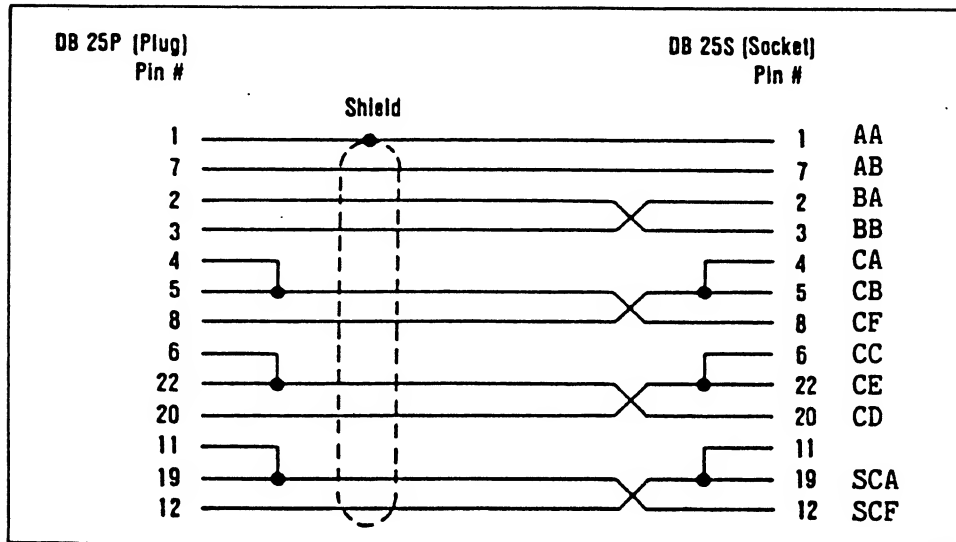 DB 25P (Plug) DB 25S (Socket)
Pin # Pin #
Shield
1 1 AA
7 7 AB
2 2 BA
3 3 BB
4 4 CA
5 5 CB
8 8 CF
6 6 CC
22 22 CE
20 20 CD
11 11
19 19 SCA
12 12 SCF